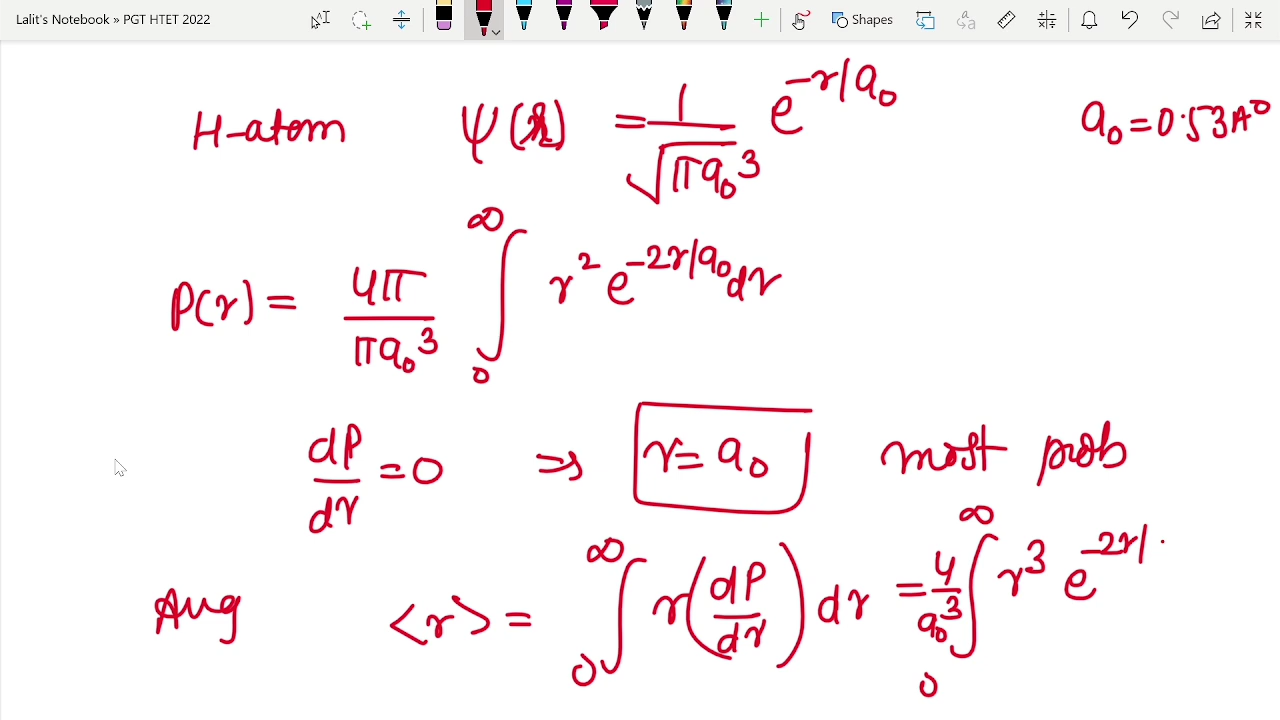 Lalit's Notebook » PGT HTET 2022
Shapes
H-atom ψ(r) = 1/√(πa₀³) e^(-r/a₀) a₀ = 0.53A⁰
P(r) = 4π/(πa₀³) ∫₀^∞ r² e^(-2r/a₀) dr
dP/dr = 0 ⇒ r = a₀ most prob
Avg <r> = ∫₀^∞ r(dP/dr) dr = 4/a₀³ ∫₀^∞ r³ e^(-2r/